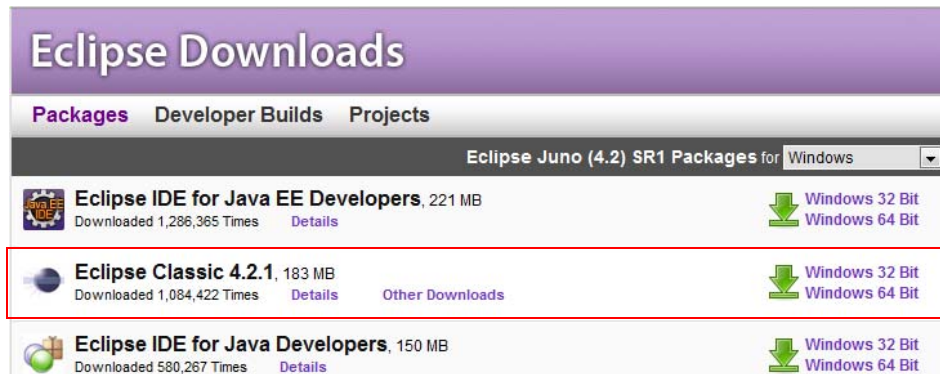 Eclipse Downloads
Packages Developer Builds Projects
Eclipse Juno (4.2) SR1 Packages for Windows
Java EE
IDE
Eclipse IDE for Java EE Developers, 221 MB
Windows 32 Bit
Downloaded 1,286,365 Times Details
Windows 64 Bit
Eclipse Classic 4.2.1, 183 MB
Windows 32 Bit
Downloaded 1,084,422 Times Details Other Downloads
Windows 64 Bit
Eclipse IDE for Java Developers, 150 MB
Windows 32 Bit
Downloaded 580,267 Times Details
Windows 64 Bit